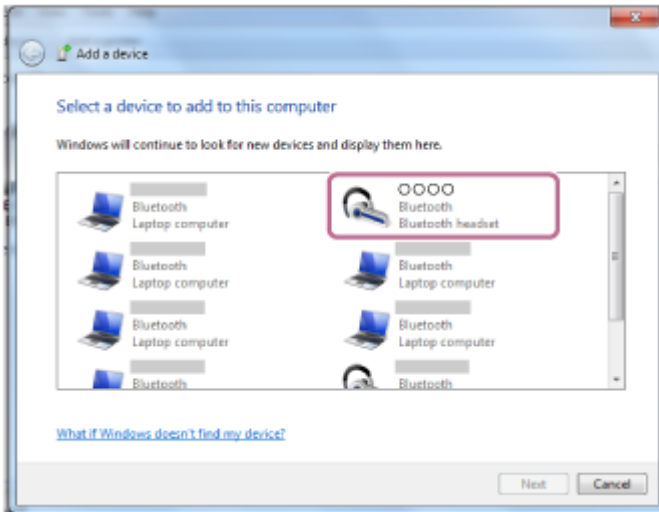 Add a device
Select a device to add to this computer
Windows will continue to look for new devices and display them here.
Bluetooth
Laptop computer
OOOO
Bluetooth
Bluetooth headset
Bluetooth
Laptop computer
Bluetooth
Laptop computer
Bluetooth
Laptop computer
Bluetooth
Laptop computer
Bluetooth
Bluetooth
What if Windows doesn't find my device?
Next
Cancel